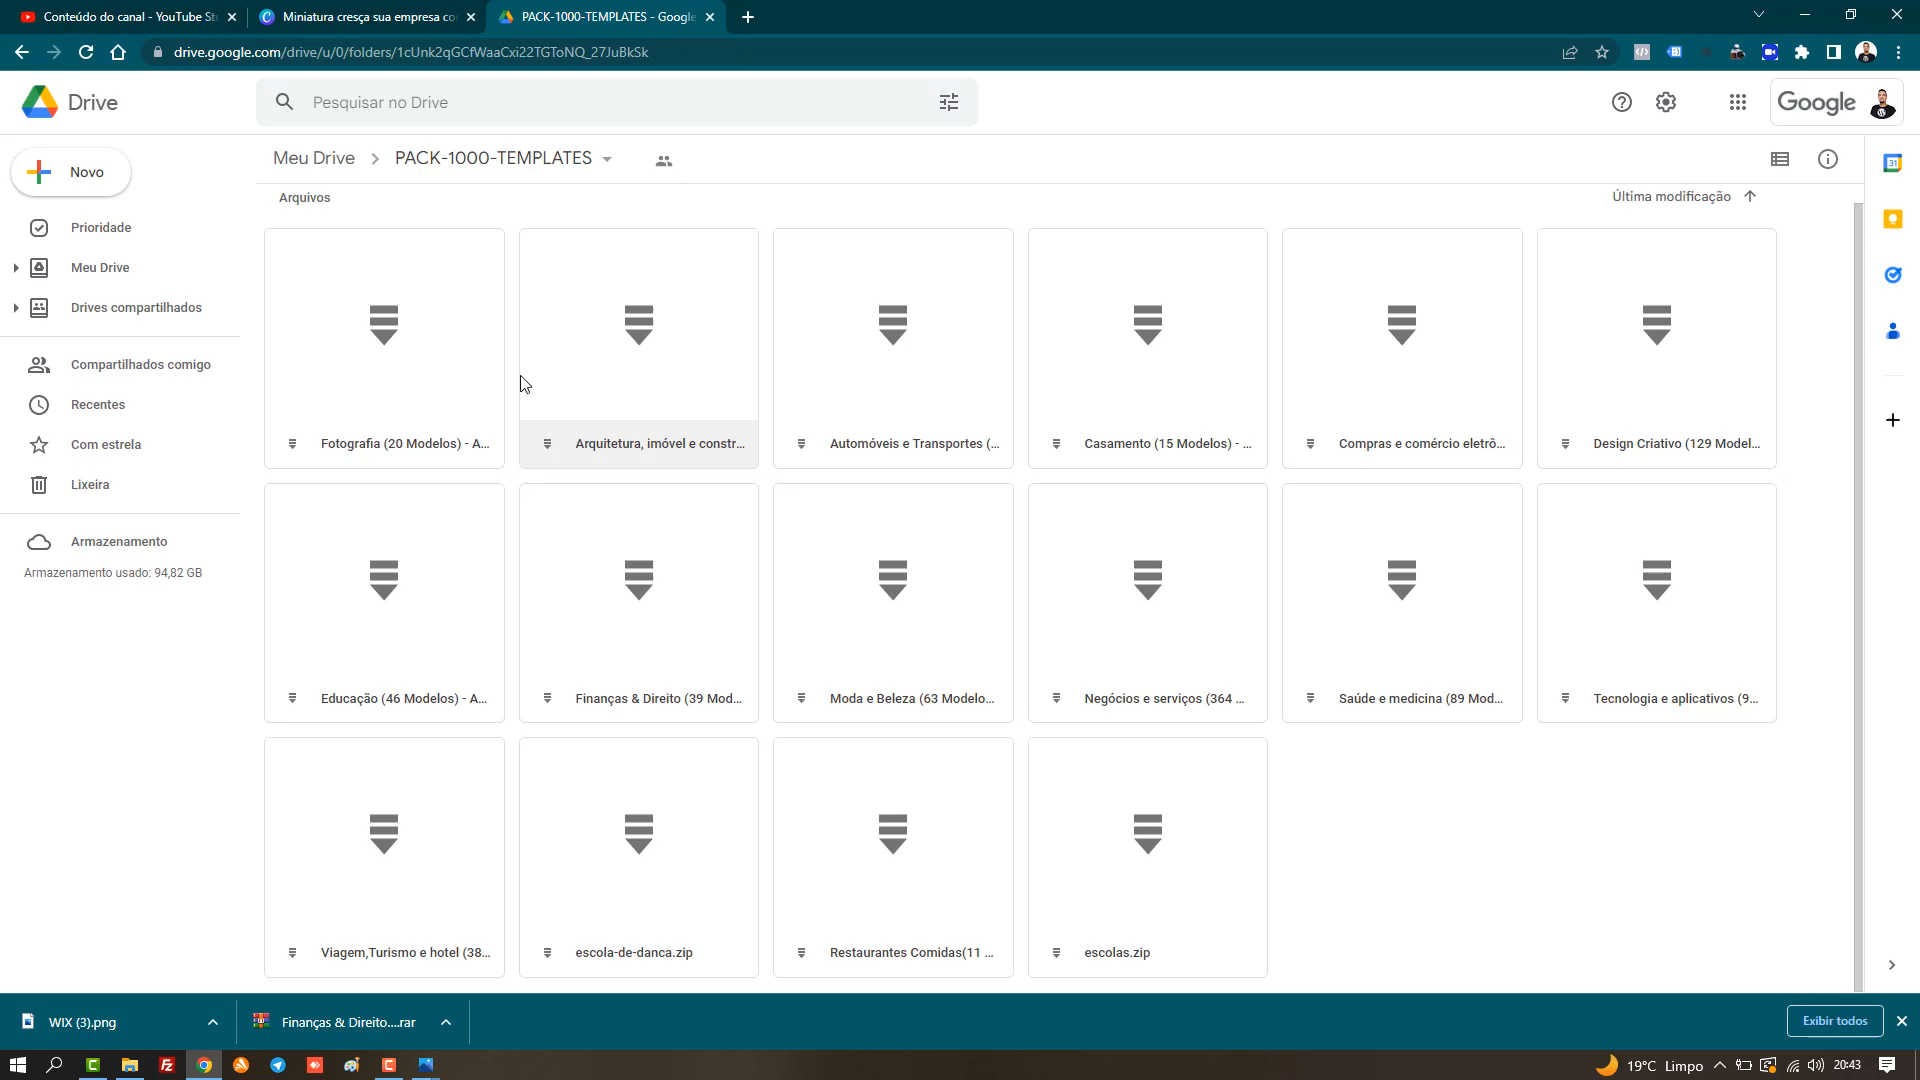 Conteúdo do canal - YouTube St
Miniatura cresça sua empresa co
PACK-1000-TEMPLATES - Google
drive.google.com/drive/u/0/folders/1cUnk2qGCfWaaCxi22TGToNQ_27JuBkSk
Drive
Pesquisar no Drive
Google
Novo
Meu Drive
PACK-1000-TEMPLATES
Arquivos
Última modificação
Prioridade
Meu Drive
Drives compartilhados
Compartilhados comigo
Recentes
Com estrela
Lixeira
Armazenamento
Armazenamento usado: 94,82 GB
31
Fotografia (20 Modelos) - A...
Arquitetura, imóvel e constr...
Automóveis e Transportes (...
Casamento (15 Modelos) - ...
Compras e comércio eletrô...
Design Criativo (129 Model...
Educação (46 Modelos) - A...
Finanças & Direito (39 Mod...
Moda e Beleza (63 Modelo...
Negócios e serviços (364 ...
Saúde e medicina (89 Mod...
Tecnologia e aplicativos (9...
Viagem,Turismo e hotel (38...
escola-de-danca.zip
Restaurantes Comidas(11 ...
escolas.zip
WIX (3).png
Finanças & Direito....rar
Exibir todos
19°C Limpo
20:43